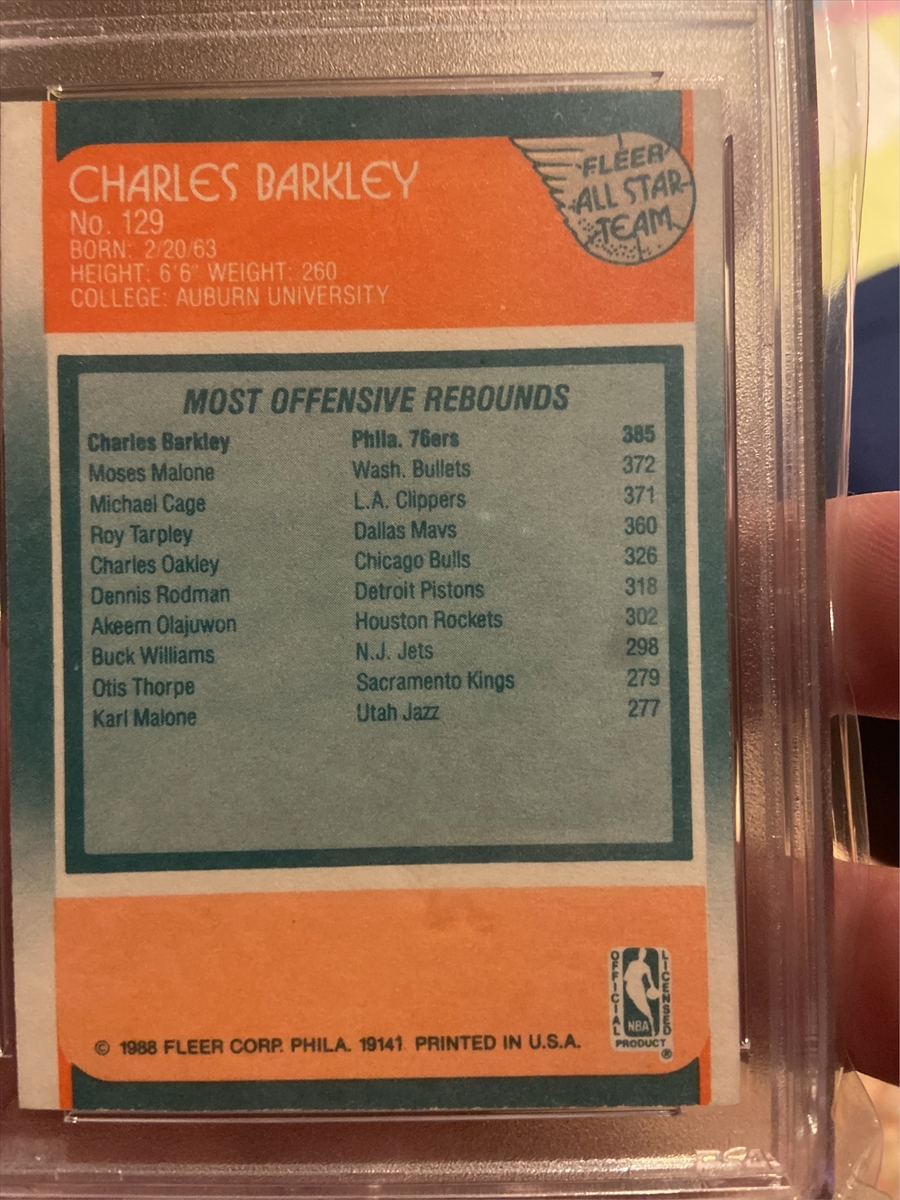 CHARLES BARKLEY
No. 129
BORN: 2/20/63
HEIGHT: 6'6" WEIGHT: 260
COLLEGE: AUBURN UNIVERSITY
FLEER
ALL STAR
TEAM
MOST OFFENSIVE REBOUNDS
Charles Barkley Phila. 76ers 385
Moses Malone Wash. Bullets 372
Michael Cage L.A. Clippers 371
Roy Tarpley Dallas Mavs 360
Charles Oakley Chicago Bulls 326
Dennis Rodman Detroit Pistons 318
Akeem Olajuwon Houston Rockets 302
Buck Williams N.J. Jets 298
Otis Thorpe Sacramento Kings 279
Karl Malone Utah Jazz 277
© 1988 FLEER CORP. PHILA. 19141 PRINTED IN U.S.A.
OFFICIAL
LICENSED
NBA
PRODUCT
®